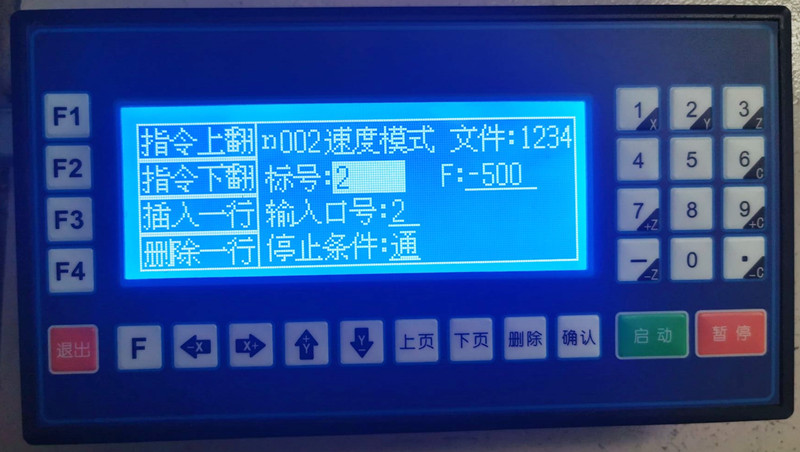 F1
F2
F3
F4
指令上翻 n002速度模式 文件:1234
指令下翻 标号:2 F:-500
插入一行 输入口号:2
删除一行 停止条件:通
1 X 2 Y 3 Z
4 5 6 C
7 +Z 8 9 +C
— -Z 0 . -C
退出 F -X X+ +Y Y- 上页 下页 删除 确认 启动 暂停